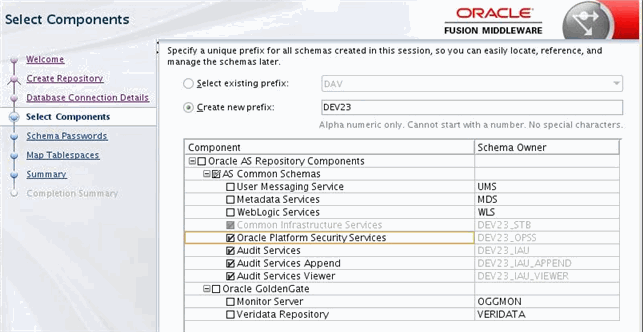 Select Components
ORACLE
FUSION MIDDLEWARE
Welcome
Create Repository
Database Connection Details
Select Components
Schema Passwords
Map Tablespaces
Summary
Completion Summary
Specify a unique prefix for all schemas created in this session, so you can easily locate, reference, and
manage the schemas later.
Select existing prefix: DAV
Create new prefix: DEV23
Alpha numeric only. Cannot start with a number. No special characters.
Component Schema Owner
Oracle AS Repository Components
AS Common Schemas
User Messaging Service UMS
Metadata Services MDS
WebLogic Services WLS
Common Infrastructure Services DEV23_STB
Oracle Platform Security Services DEV23_OPSS
Audit Services DEV23_IAU
Audit Services Append DEV23_IAU_APPEND
Audit Services Viewer DEV23_IAU_VIEWER
Oracle GoldenGate
Monitor Server OGGMON
Veridata Repository VERIDATA